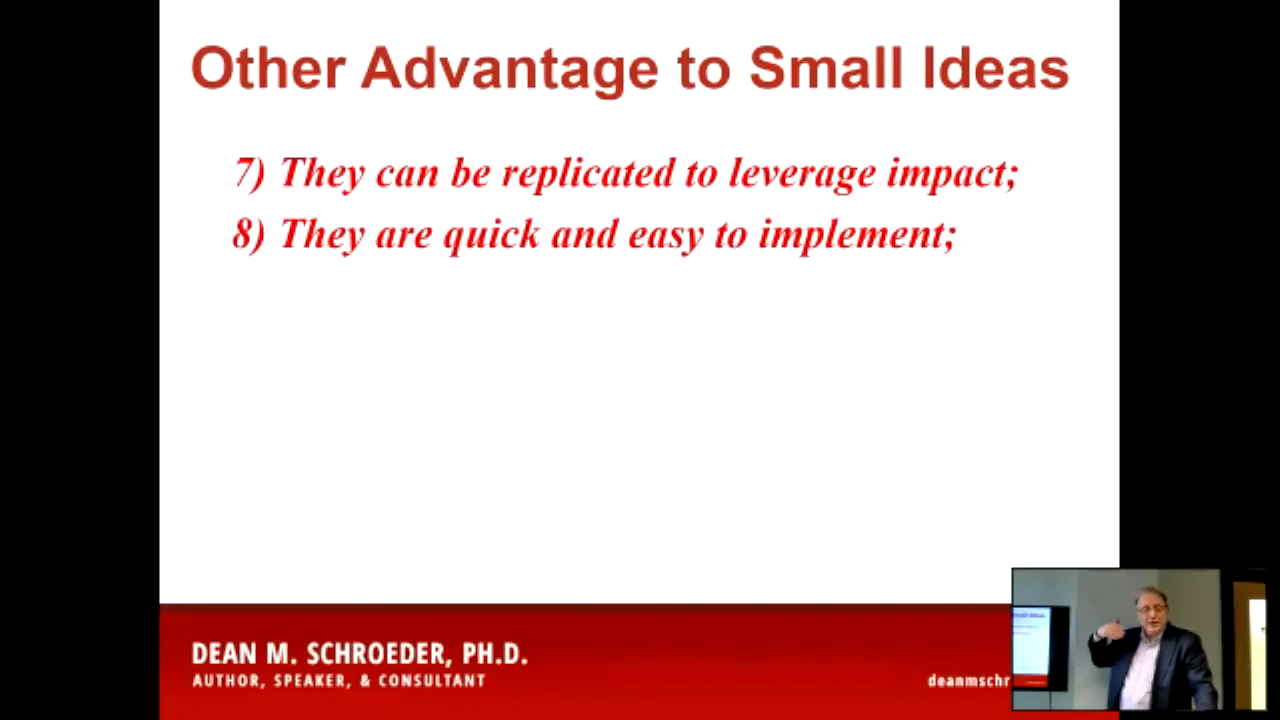 Other Advantage to Small Ideas
7) They can be replicated to leverage impact;
8) They are quick and easy to implement;
DEAN M. SCHROEDER, PH.D.
AUTHOR, SPEAKER, & CONSULTANT
deanmschr